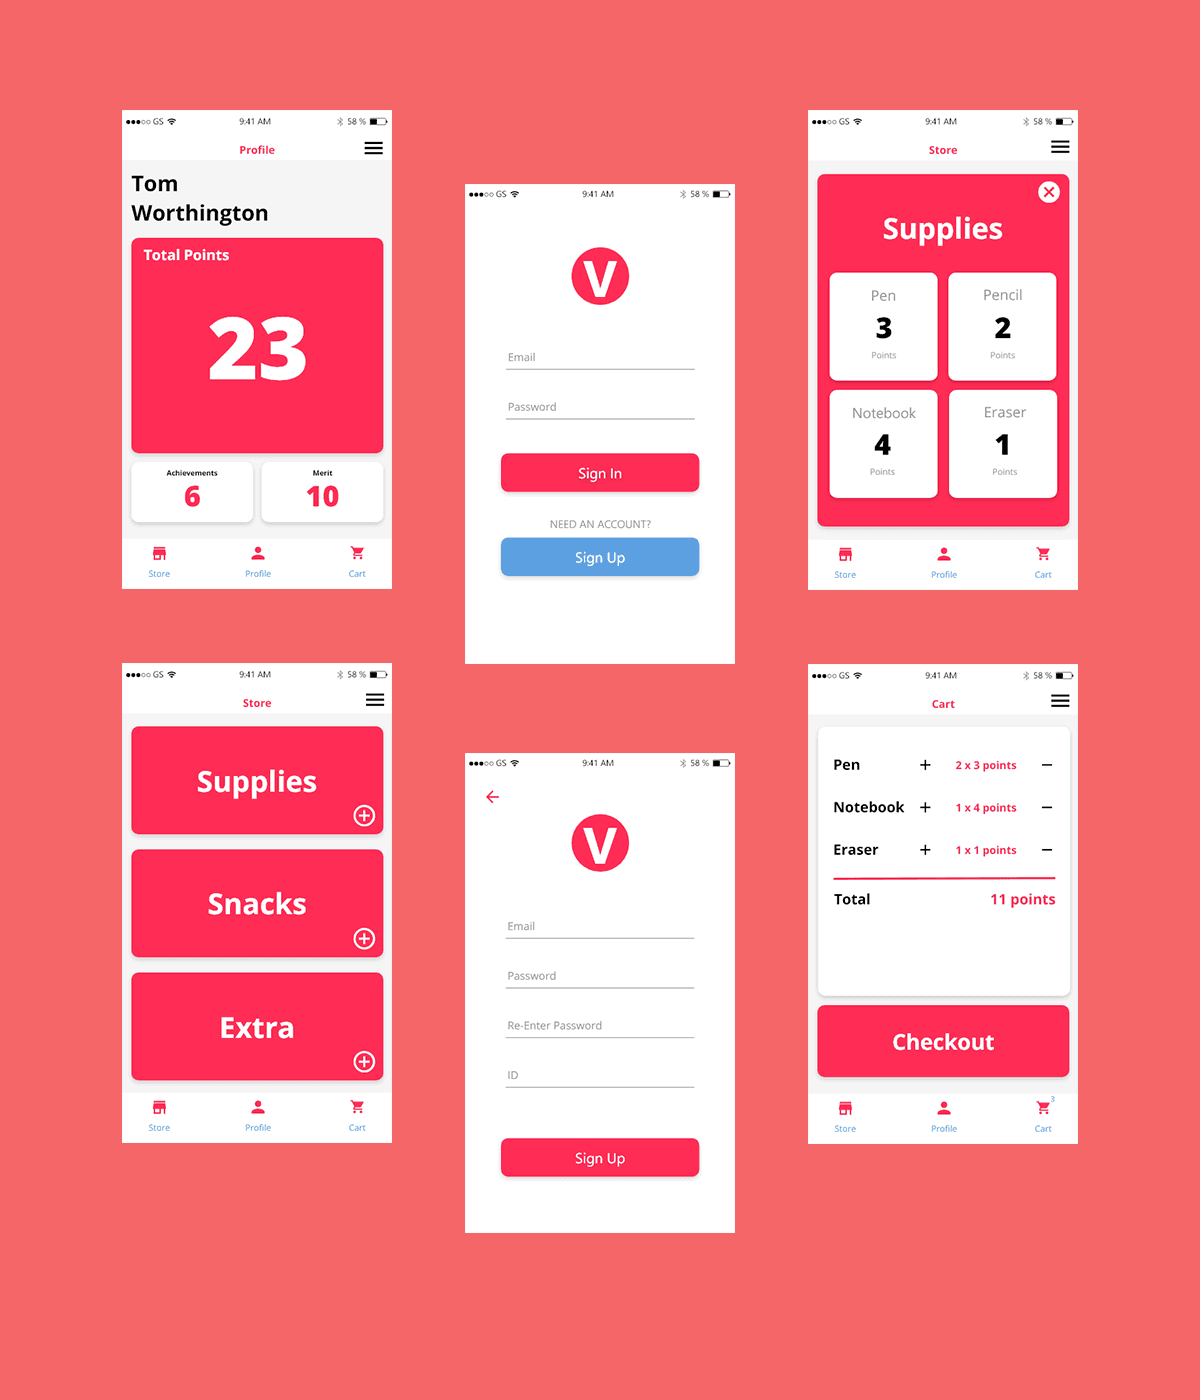 GS 9:41 AM 58 %
Profile
Tom
Worthington
Total Points
23
Achievements Merit
6 10
Store Profile Cart
GS 9:41 AM 58 %
V
Email
Password
Sign In
NEED AN ACCOUNT?
Sign Up
GS 9:41 AM 58 %
Store
Supplies
Pen Pencil
3 2
Points Points
Notebook Eraser
4 1
Points Points
Store Profile Cart
GS 9:41 AM 58 %
Store
Supplies
Snacks
Extra
Store Profile Cart
GS 9:41 AM 58 %
V
Email
Password
Re-Enter Password
ID
Sign Up
GS 9:41 AM 58 %
Cart
Pen + 2 x 3 points −
Notebook + 1 x 4 points −
Eraser + 1 x 1 points −
Total 11 points
Checkout
3
Store Profile Cart